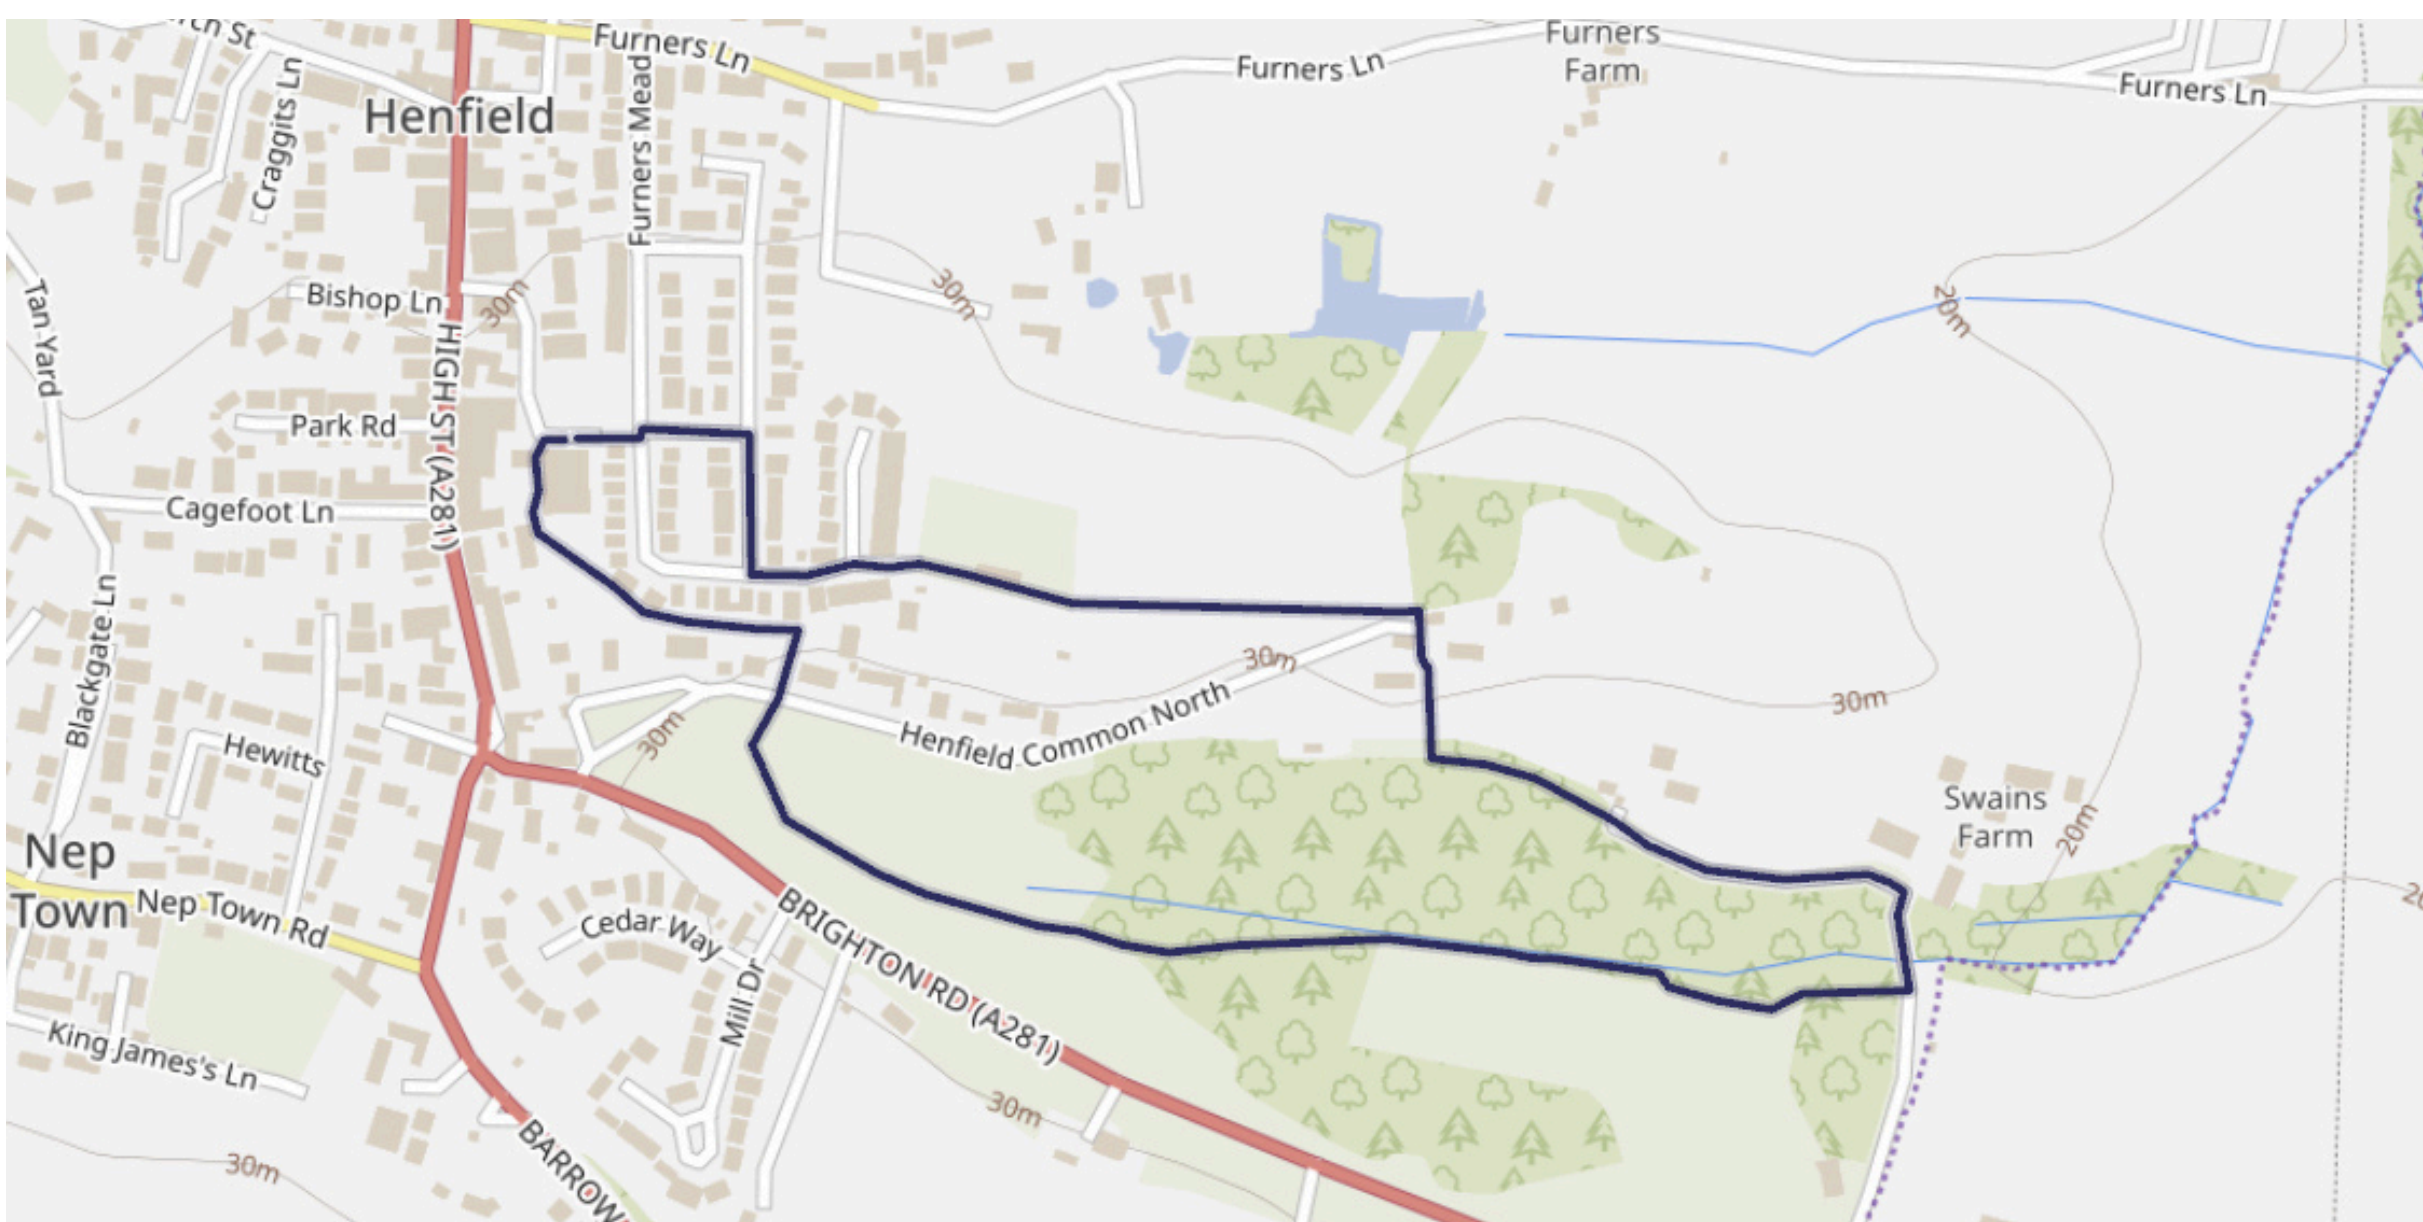 Furners Ln
Furners Ln
Furners
Farm
Furners Ln
Craggits Ln
Henfield
Furners Mead
Tan Yard
Bishop Ln
30m
30m
20m
HIGH ST (A281)
Park Rd
Cagefoot Ln
Blackgate Ln
30m
30m
30m
Henfield Common North
Hewitts
Swains
Farm
20m
Nep
Town
Nep Town Rd
Cedar Way
Mill Dr
BRIGHTON RD (A281)
King James's Ln
30m
30m
BARROW